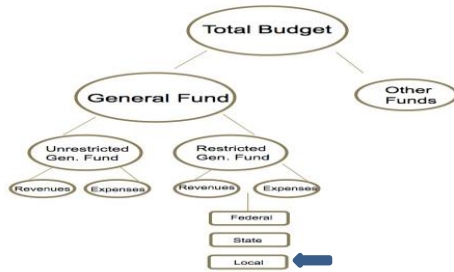 Total Budget
General Fund
Other
Funds
Unrestricted
Gen. Fund
Restricted
Gen. Fund
Revenues
Expenses
Revenues
Expenses
Federal
State
Local